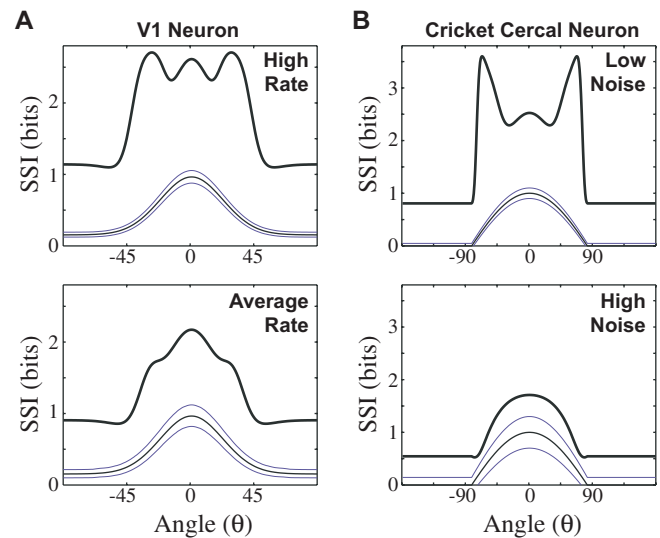 A
V1 Neuron
High
Rate
SSI (bits)
2
1
0
-45
0
45
Average
Rate
SSI (bits)
2
1
0
-45
0
45
Angle (θ)
B
Cricket Cercal Neuron
Low
Noise
SSI (bits)
3
2
1
0
-90
0
90
High
Noise
SSI (bits)
3
2
1
0
-90
0
90
Angle (θ)